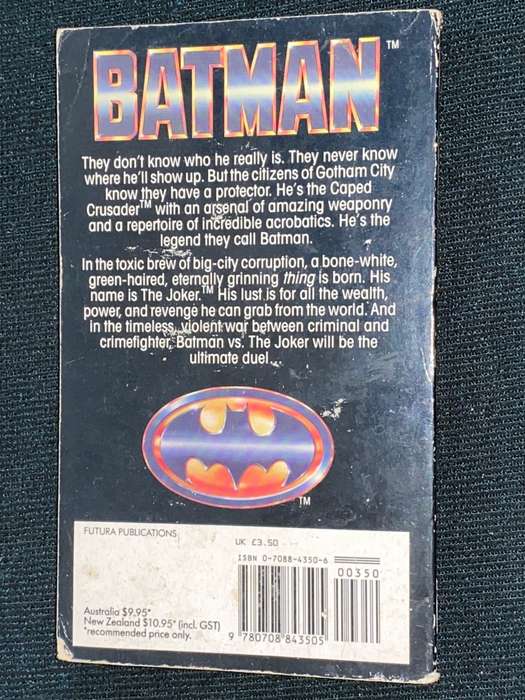 BATMAN™
They don't know who he really is. They never know
where he'll show up. But the citizens of Gotham City
know they have a protector. He's the Caped
Crusader™ with an arsenal of amazing weaponry
and a repertoire of incredible acrobatics. He's the
legend they call Batman.
In the toxic brew of big-city corruption, a bone-white,
green-haired, eternally grinning thing is born. His
name is The Joker.™ His lust is for all the wealth,
power, and revenge he can grab from the world. And
in the timeless, violent war between criminal and
crimefighter, Batman vs. The Joker will be the
ultimate duel...
TM
FUTURA PUBLICATIONS
UK £3.50
ISBN 0-7088-4350-6
00350
Australia $9.95*
New Zealand $10.95* (incl. GST)
*recommended price only.
9 780708 843505